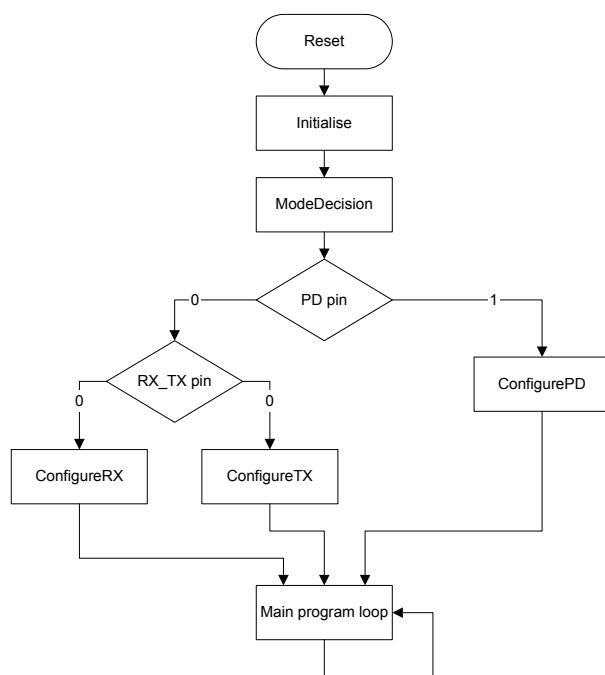 Reset
Initialise
ModeDecision
PD pin
0
1
RX_TX pin
ConfigurePD
0
0
ConfigureRX
ConfigureTX
Main program loop